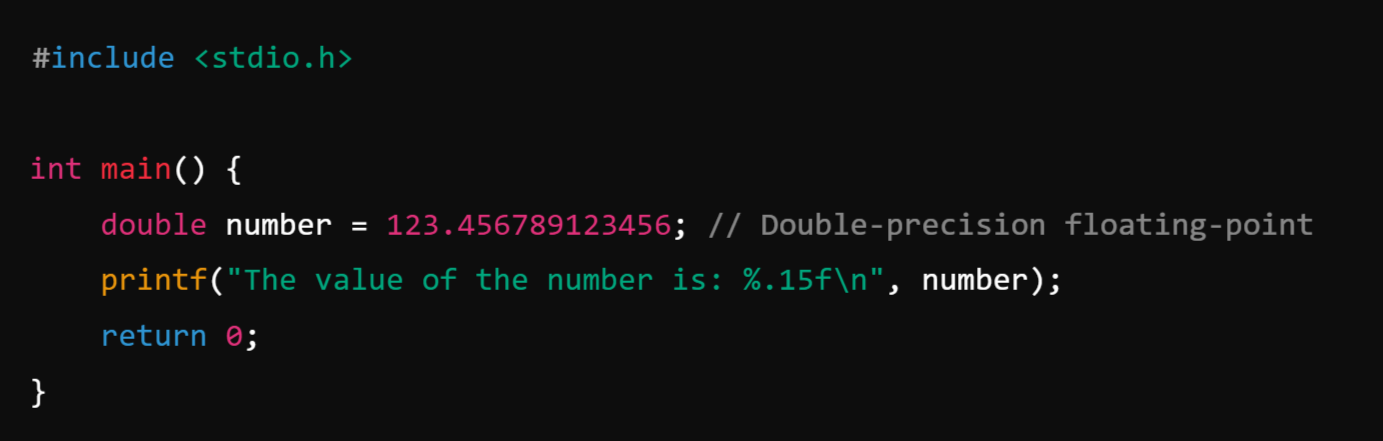 #include <stdio.h>
int main() {
    double number = 123.456789123456; // Double-precision floating-point
    printf("The value of the number is: %.15f\n", number);
    return 0;
}